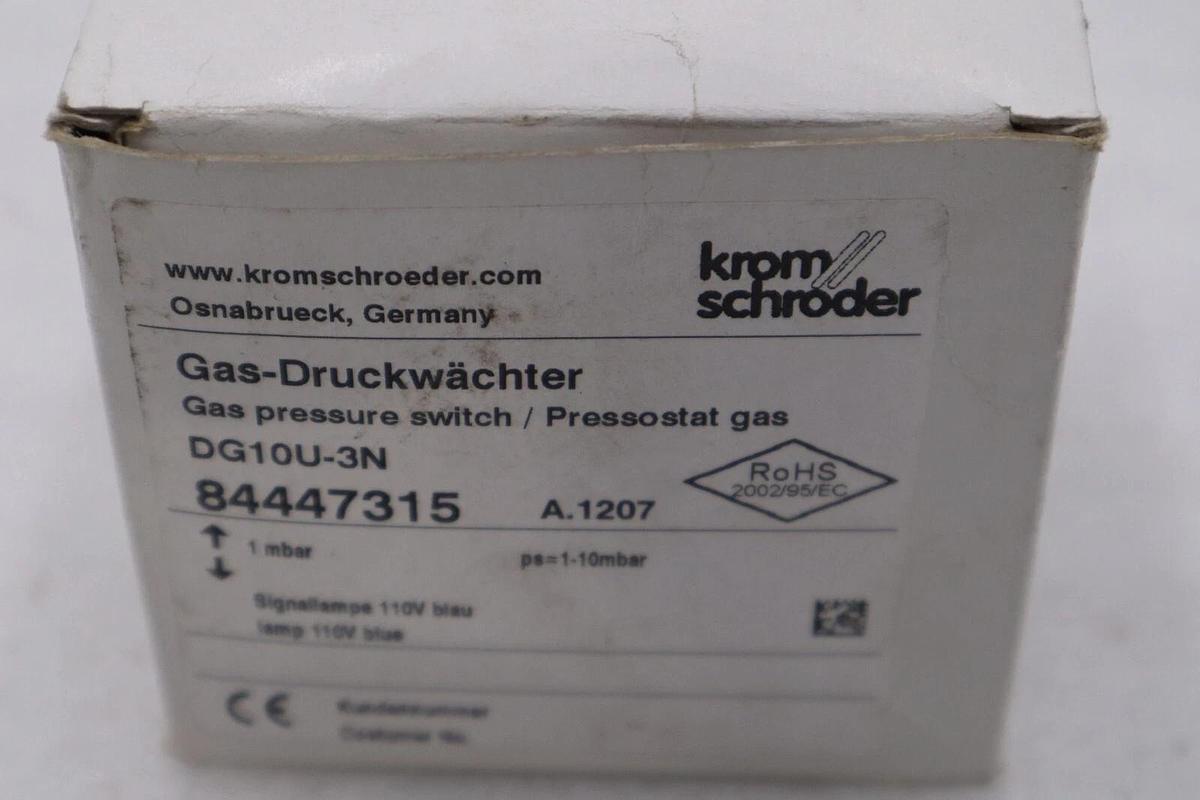 www.kromschroeder.com
Osnabrueck, Germany
krom
schroder
Gas-Druckwächter
Gas pressure switch / Pressostat gas
DG10U-3N
84447315 A.1207
RoHS
2002/95/EC
1 mbar ps=1-10mbar
Signallampe 110V blau
lamp 110V blue
CE Kundennummer
Customer No.